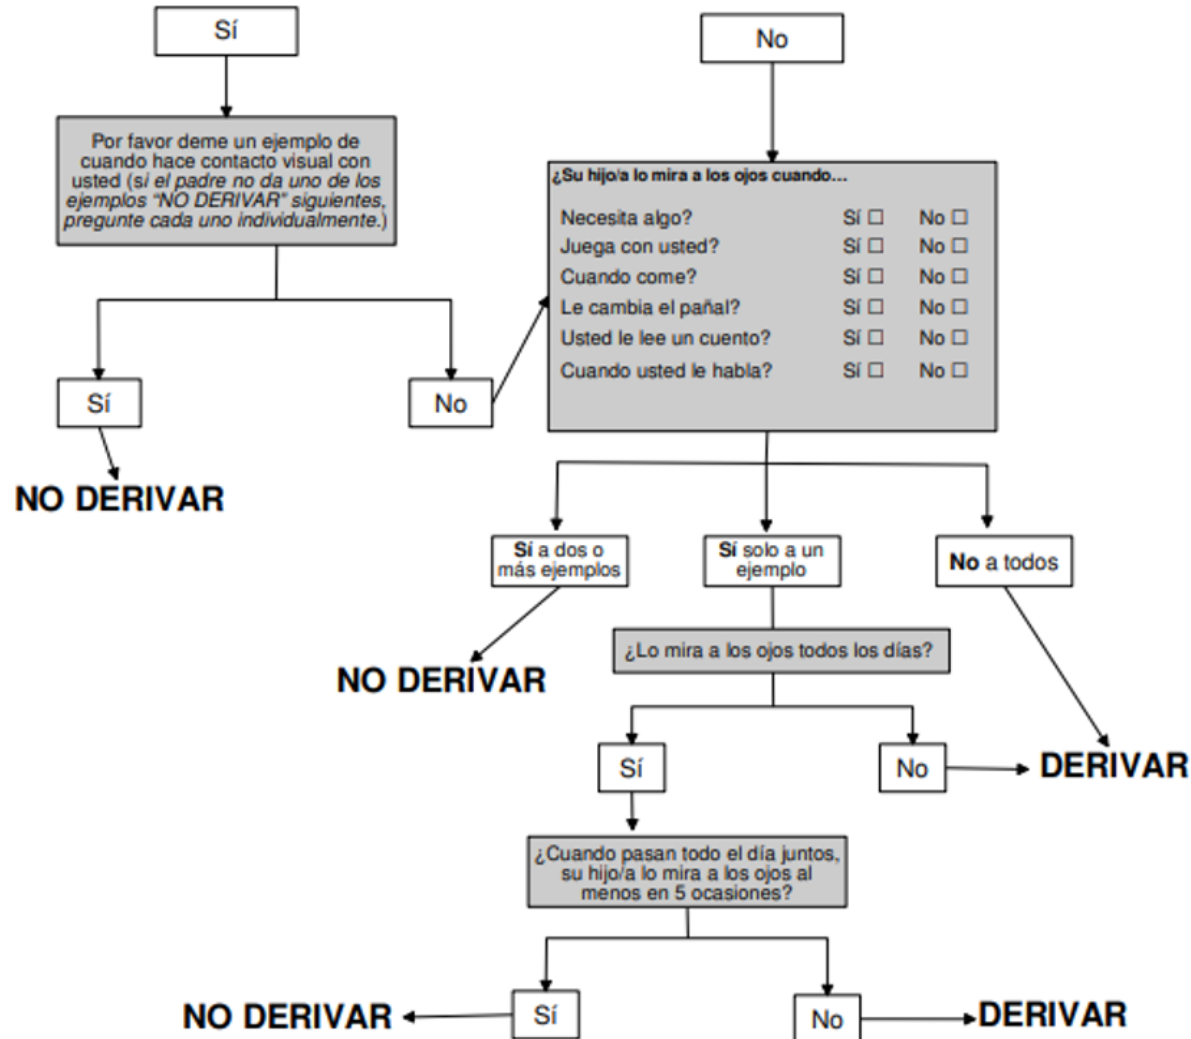 Sí
No
Por favor deme un ejemplo de
cuando hace contacto visual con
usted (si el padre no da uno de los
ejemplos “NO DERIVAR” siguientes,
pregunte cada uno individualmente.)
¿Su hijo/a lo mira a los ojos cuando...
Necesita algo? Sí ☐ No ☐
Juega con usted? Sí ☐ No ☐
Cuando come? Sí ☐ No ☐
Le cambia el pañal? Sí ☐ No ☐
Usted le lee un cuento? Sí ☐ No ☐
Cuando usted le habla? Sí ☐ No ☐
Sí
No
NO DERIVAR
Sí a dos o
más ejemplos
Sí solo a un
ejemplo
No a todos
NO DERIVAR
¿Lo mira a los ojos todos los días?
Sí
No
DERIVAR
¿Cuando pasan todo el día juntos,
su hijo/a lo mira a los ojos al
menos en 5 ocasiones?
NO DERIVAR
Sí
No
DERIVAR